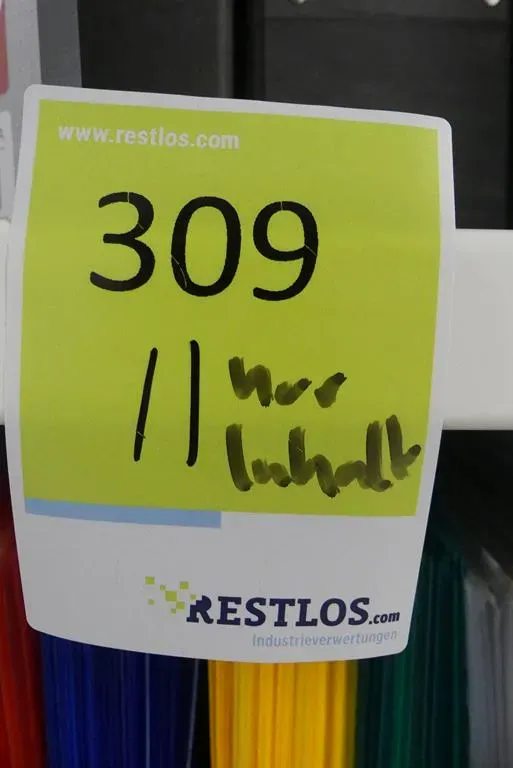 www.restlos.com
309
// nur
Inhalt
RESTLOS.com
Industrieverwertungen